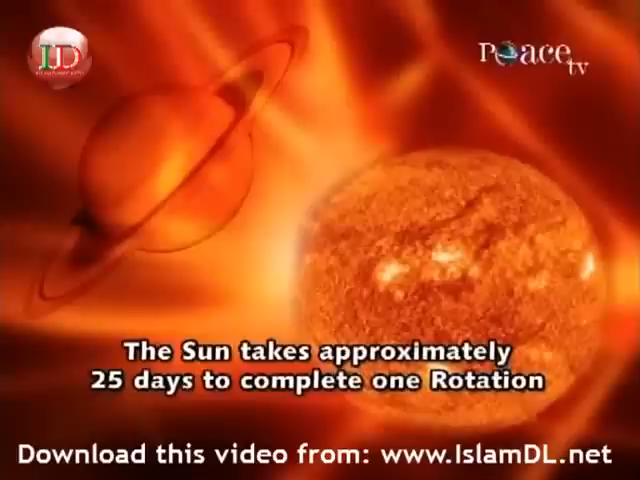 IJD
Peace tv
The Sun takes approximately
25 days to complete one Rotation
Download this video from: www.IslamDL.net